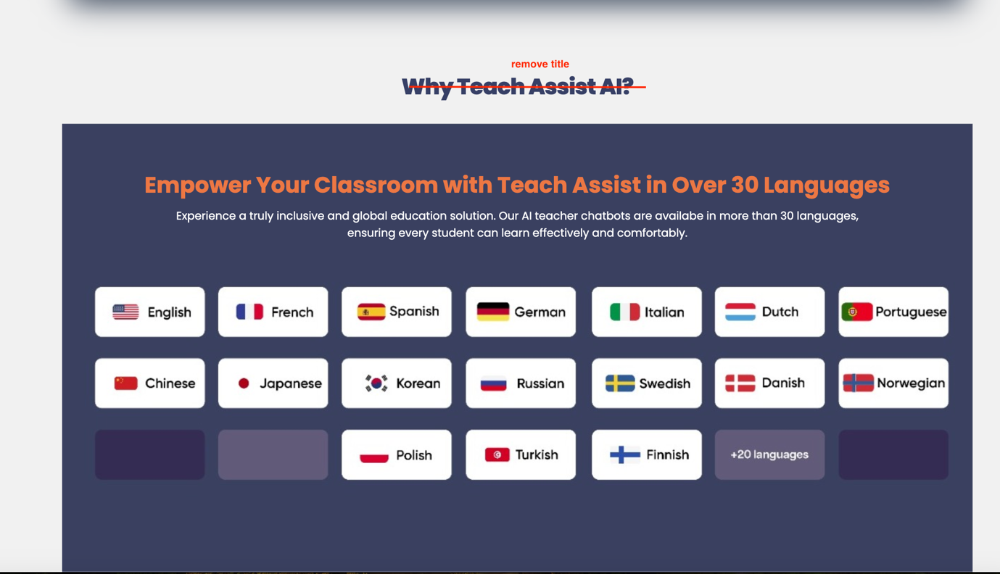 remove title
Why Teach Assist AI?
Empower Your Classroom with Teach Assist in Over 30 Languages
Experience a truly inclusive and global education solution. Our AI teacher chatbots are availabe in more than 30 languages,
ensuring every student can learn effectively and comfortably.
English French Spanish German Italian Dutch Portuguese
Chinese Japanese Korean Russian Swedish Danish Norwegian
Polish Turkish Finnish +20 languages